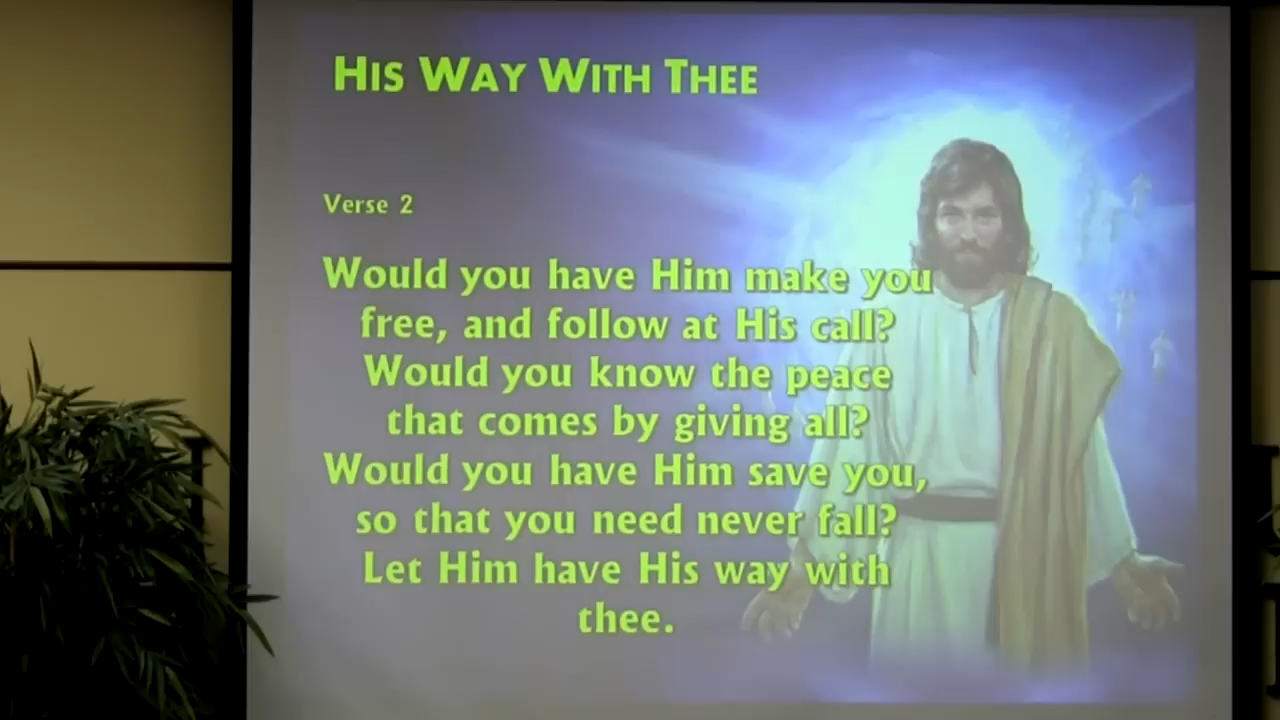 HIS WAY WITH THEE
Verse 2
Would you have Him make you
free, and follow at His call?
Would you know the peace
that comes by giving all?
Would you have Him save you,
so that you need never fall?
Let Him have His way with
thee.